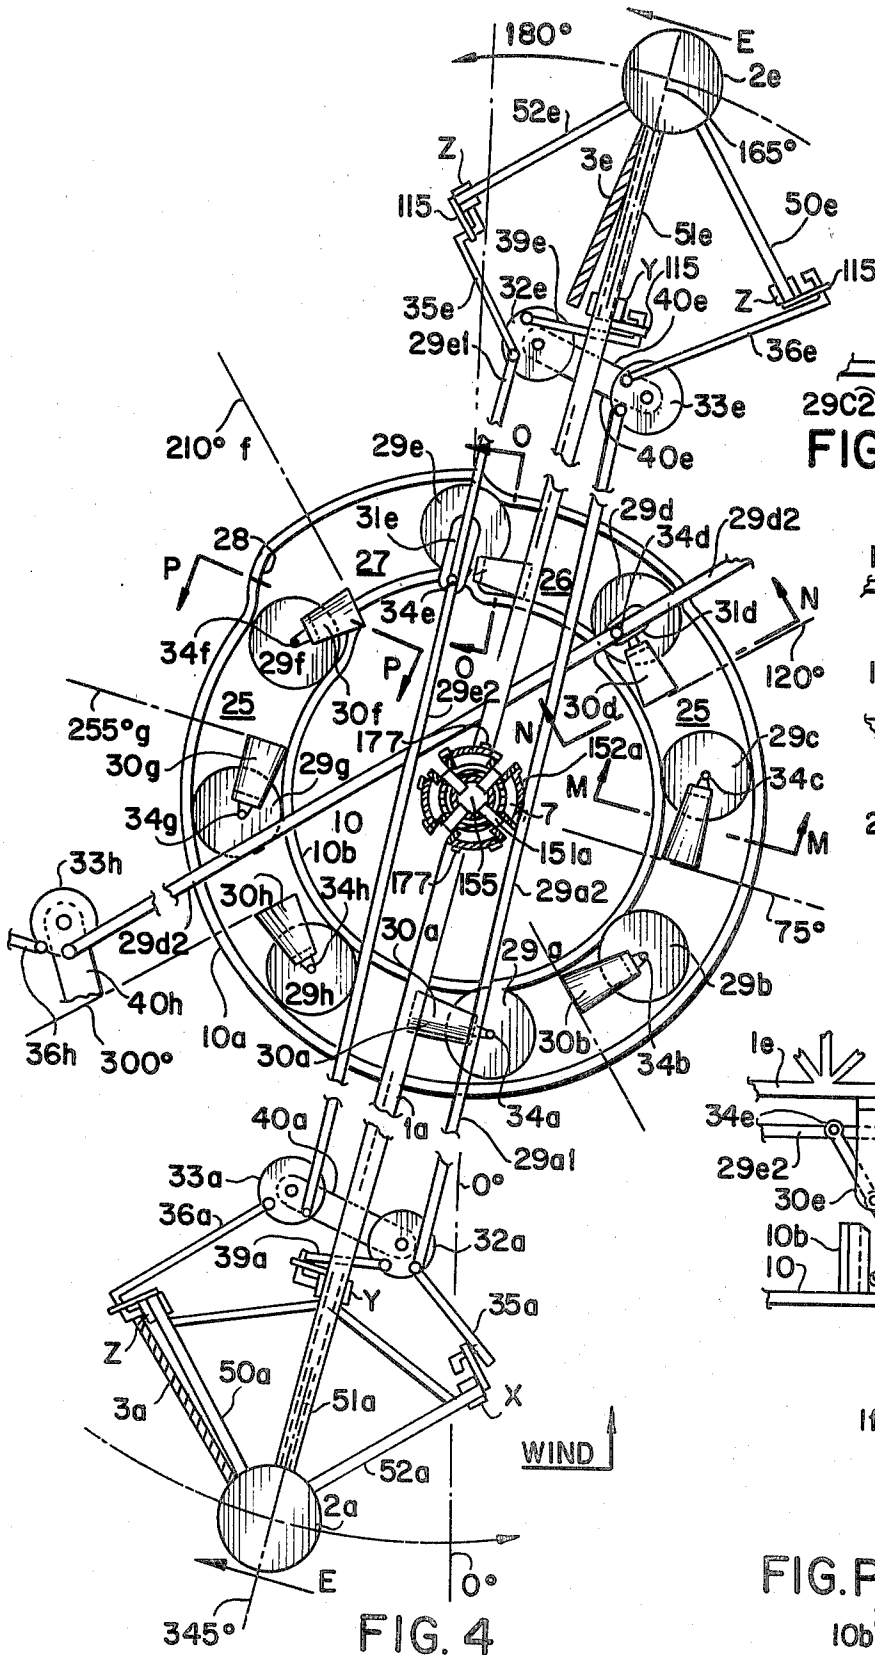 180°
E
2e
52e
165°
Z
3e
115
51e
50e
39e
Y 115
115
32e
40e
Z
35e
36e
29e1
33e
29C2
210° f
O
40e
FIG
29e
31e
29d
29d2
28
27
34d
P
26
N
34e
31d
34f
29f
P
O
120°
25
29e2
30d
25
30f
255° g
177
N
152a
29c
30g
29g
M
34c
34g
10
7
33h
10b
151a
M
30h
34h
177
155
29a2
75°
29d2
30a
29a
29h
29b
40h
30b
10a
36h
300°
30a
34b
34a
1e
34e
40a
1a
29a1
29e2
33a
0°
30e
36a
32a
10b
39a
10
Y
35a
Z
3a
50a
51a
X
1f
WIND
52a
2a
E
0°
FIG.P
345°
FIG. 4
10b